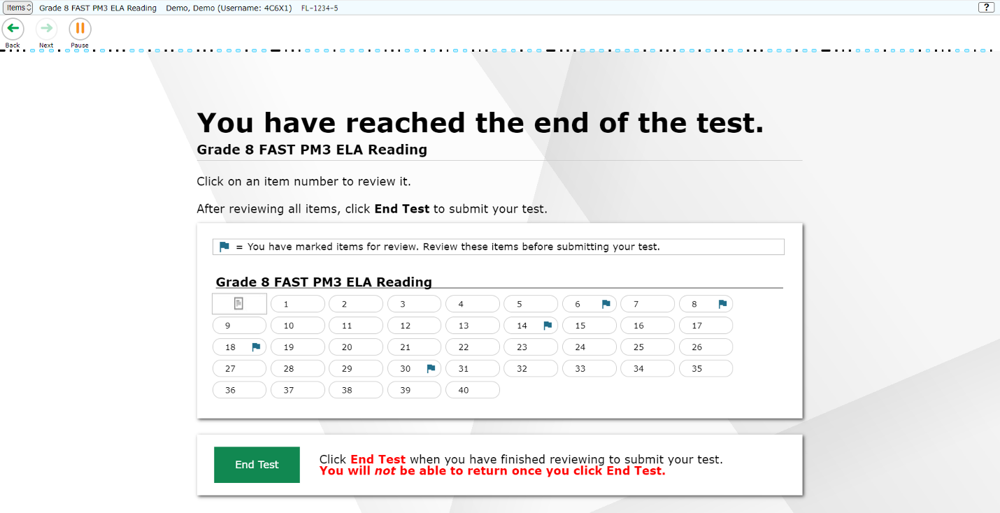 Items Grade 8 FAST PM3 ELA Reading Demo, Demo (Username: 4C6X1) FL-1234-5 ?
Back Next Pause
You have reached the end of the test.
Grade 8 FAST PM3 ELA Reading
Click on an item number to review it.
After reviewing all items, click End Test to submit your test.
= You have marked items for review. Review these items before submitting your test.
Grade 8 FAST PM3 ELA Reading
1 2 3 4 5 6 7 8
9 10 11 12 13 14 15 16 17
18 19 20 21 22 23 24 25 26
27 28 29 30 31 32 33 34 35
36 37 38 39 40
End Test
Click End Test when you have finished reviewing to submit your test.
You will not be able to return once you click End Test.